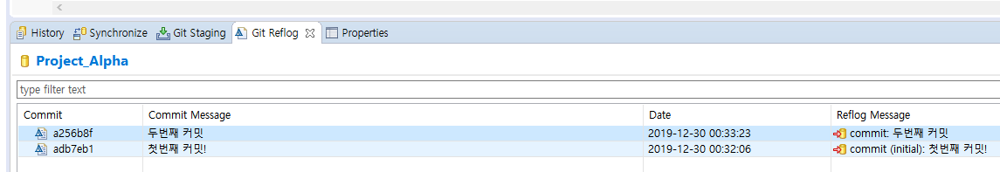 History Synchronize Git Staging Git Reflog Properties
Project_Alpha
type filter text
Commit Commit Message Date Reflog Message
a256b8f 두번째 커밋 2019-12-30 00:33:23 commit: 두번째 커밋
adb7eb1 첫번째 커밋! 2019-12-30 00:32:06 commit (initial): 첫번째 커밋!